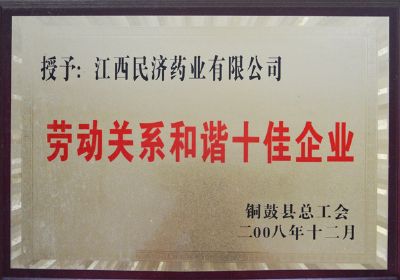 授予：江西民济药业有限公司
劳动关系和谐十佳企业
铜鼓县总工会
二00八年十二月